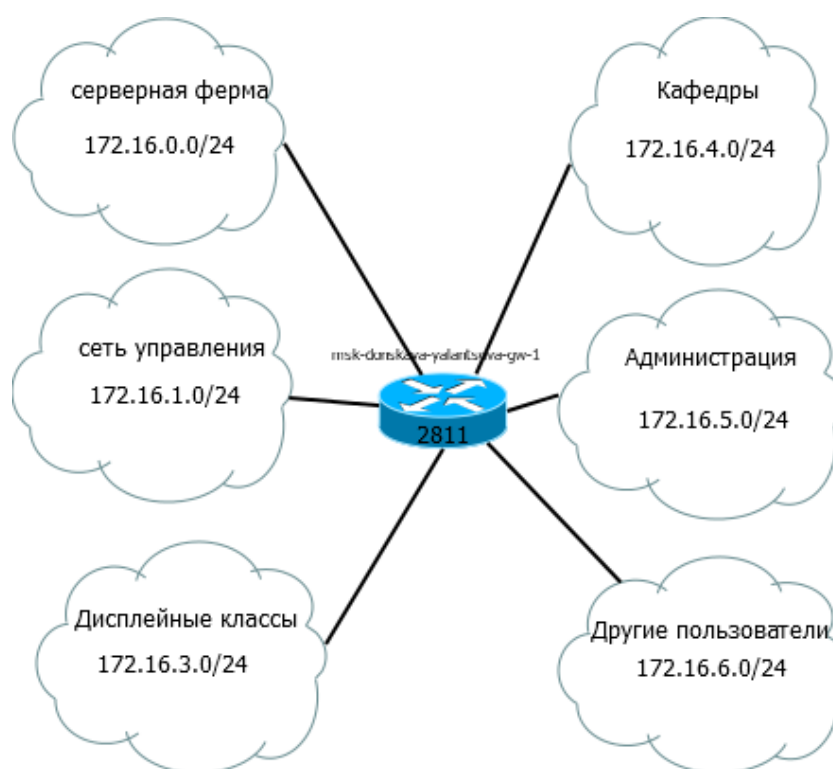 серверная ферма
172.16.0.0/24
Кафедры
172.16.4.0/24
сеть управления
172.16.1.0/24
msk-donskaya-yalantseva-gw-1
2811
Администрация
172.16.5.0/24
Дисплейные классы
172.16.3.0/24
Другие пользователи
172.16.6.0/24